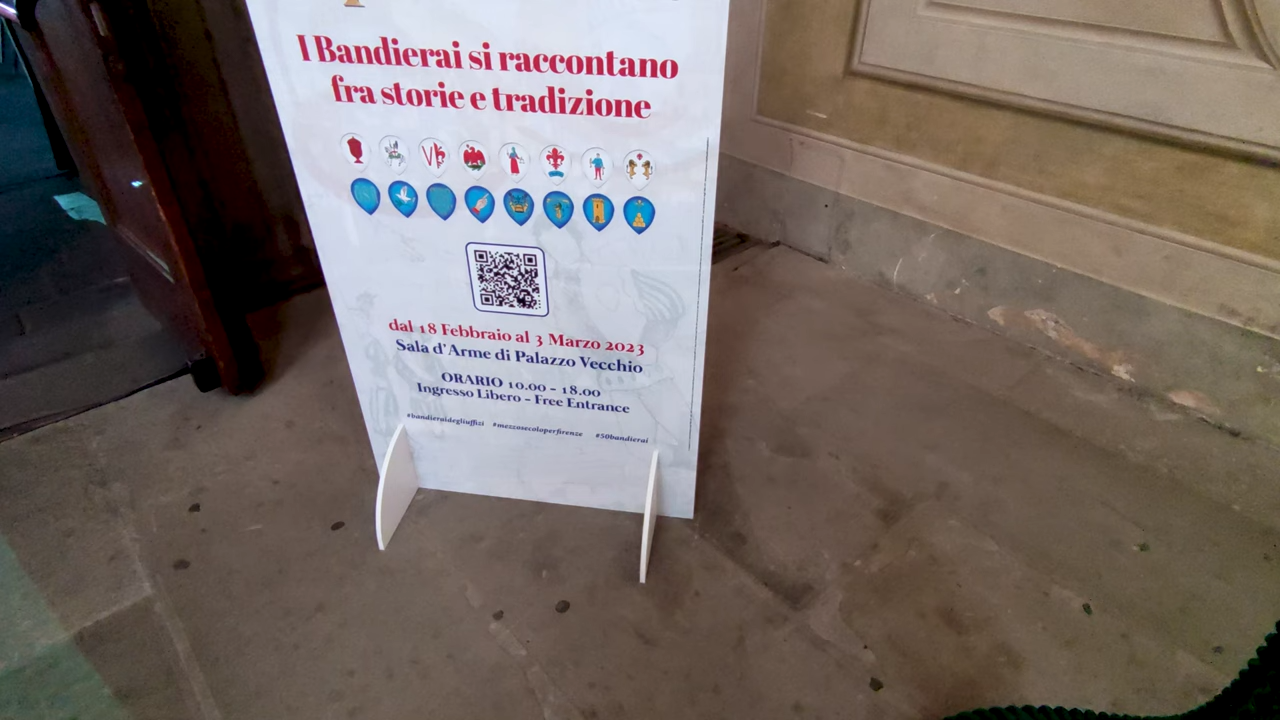 I Bandierai si raccontano
fra storie e tradizione
dal 18 Febbraio al 3 Marzo 2023
Sala d'Arme di Palazzo Vecchio
ORARIO 10.00 - 18.00
Ingresso Libero - Free Entrance
#bandieraidegliuffizi #mezzosecoloperfirenze #50bandierai